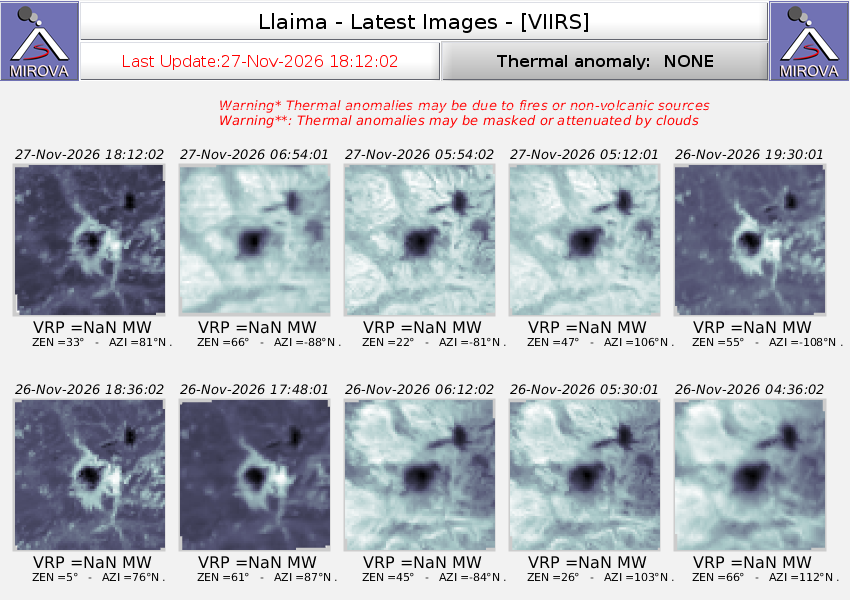 Llaima - Latest Images - [VIIRS]
MIROVA
Last Update:27-Nov-2026 18:12:02
Thermal anomaly: NONE
MIROVA
Warning* Thermal anomalies may be due to fires or non-volcanic sources
Warning**: Thermal anomalies may be masked or attenuated by clouds
27-Nov-2026 18:12:02
27-Nov-2026 06:54:01
27-Nov-2026 05:54:02
27-Nov-2026 05:12:01
26-Nov-2026 19:30:01
VRP =NaN MW
VRP =NaN MW
VRP =NaN MW
VRP =NaN MW
VRP =NaN MW
ZEN =33° - AZI =81°N .
ZEN =66° - AZI =-88°N .
ZEN =22° - AZI =-81°N .
ZEN =47° - AZI =106°N .
ZEN =55° - AZI =-108°N .
26-Nov-2026 18:36:02
26-Nov-2026 17:48:01
26-Nov-2026 06:12:02
26-Nov-2026 05:30:01
26-Nov-2026 04:36:02
VRP =NaN MW
VRP =NaN MW
VRP =NaN MW
VRP =NaN MW
VRP =NaN MW
ZEN =5° - AZI =76°N .
ZEN =61° - AZI =87°N .
ZEN =45° - AZI =-84°N .
ZEN =26° - AZI =103°N .
ZEN =66° - AZI =112°N .